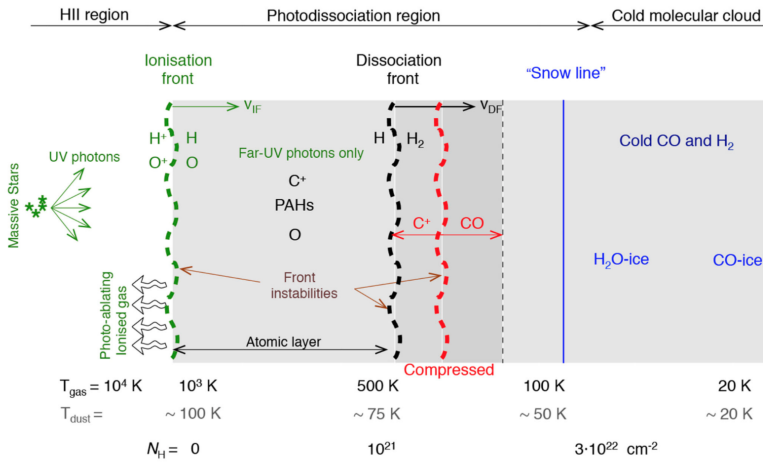 HII region
Photodissociation region
Cold molecular cloud
Ionisation
front
Dissociation
front
"Snow line"
V_IF
V_DF
H⁺ H
O⁺ O
H H₂
UV photons
Massive Stars
Far-UV photons only
C⁺
PAHs
O
Cold CO and H₂
C⁺ CO
H₂O-ice
CO-ice
Front
instabilities
Photo-ablating
Ionised gas
Atomic layer
Compressed
T_gas = 10⁴ K 10³ K 500 K 100 K 20 K
T_dust = ~ 100 K ~ 75 K ~ 50 K ~ 20 K
N_H = 0 10²¹ 3·10²² cm⁻²